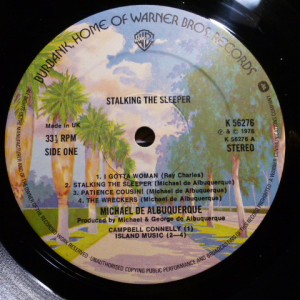 BURBANK, HOME OF WARNER BROS. RECORDS
STALKING THE SLEEPER
Made in UK
33⅓ RPM
SIDE ONE
K 56276
℗ & © 1976
K 56276 A
STEREO
1. I GOTTA WOMAN (Ray Charles)
2. STALKING THE SLEEPER (Michael de Albuquerque)
3. PATIENCE COUSIN! (Michael de Albuquerque)
4. THE WRECKERS (Michael de Albuquerque)
MICHAEL DE ALBUQUERQUE
Produced by Michael & George de Albuquerque
CAMPBELL CONNELLY (1)
ISLAND MUSIC (2—4)
UNAUTHORISED COPYING PUBLIC PERFORMANCE AND BROADCASTING